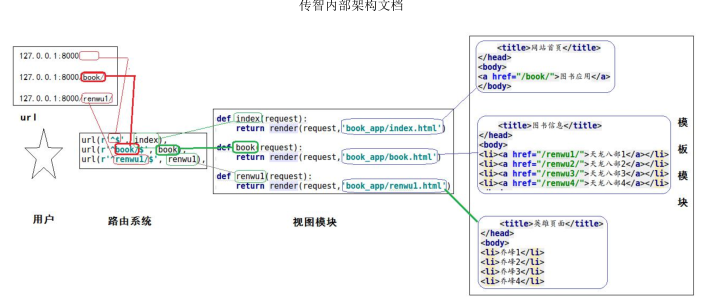 传智内部架构文档
127.0.0.1:8000
127.0.0.1:8000/book/
127.0.0.1:8000/renwu1/
url
用户
url(r'^$', index),
url(r'^book/$', book),
url(r'^renwu1/$', renwu1),
路由系统
def index(request):
return render(request,'book_app/index.html')
def book(request):
return render(request,'book_app/book.html')
def renwu1(request):
return render(request,'book_app/renwu1.html')
视图模块
<title>网站首页</title>
</head>
<body>
<a href="/book/">图书应用</a>
</body>
<title>图书信息</title>
</head>
<body>
<li><a href="/renwu1/">天龙八部1</a></li>
<li><a href="/renwu2/">天龙八部2</a></li>
<li><a href="/renwu3/">天龙八部3</a></li>
<li><a href="/renwu4/">天龙八部4</a></li>
<title>英雄页面</title>
</head>
<body>
<li>乔峰1</li>
<li>乔峰2</li>
<li>乔峰3</li>
<li>乔峰4</li>
模
板
模
块